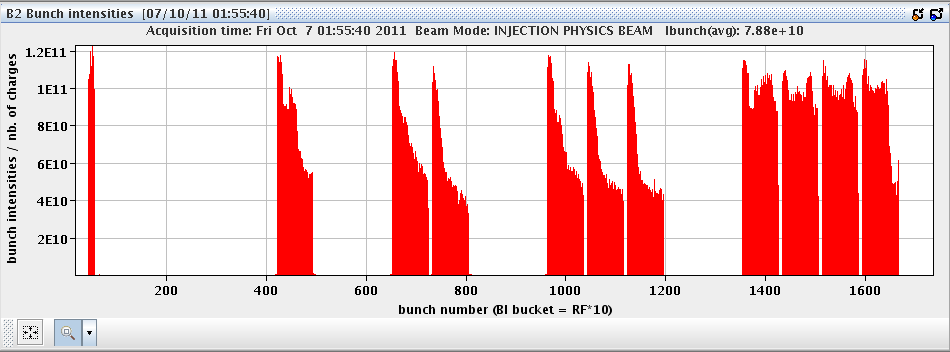 B2 Bunch intensities [07/10/11 01:55:40]
Acquisition time: Fri Oct 7 01:55:40 2011 Beam Mode: INJECTION PHYSICS BEAM Ibunch(avg): 7.88e+10
bunch intensities / nb. of charges
1.2E11
1E11
8E10
6E10
4E10
2E10
200 400 600 800 1000 1200 1400 1600
bunch number (BI bucket = RF*10)